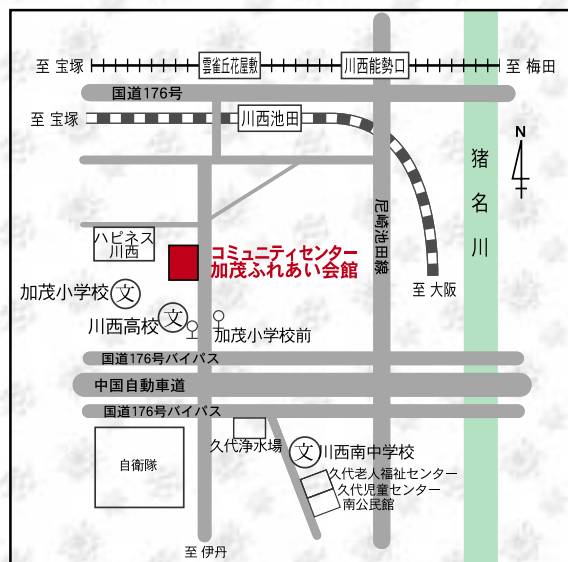 至 宝塚
雲雀丘花屋敷
川西能勢口
至 梅田
国道176号
至 宝塚
川西池田
N
猪名川
尼崎池田線
ハピネス
川西
コミュニティセンター
加茂ふれあい会館
至 大阪
加茂小学校
文
川西高校
文
加茂小学校前
国道176号バイパス
中国自動車道
国道176号バイパス
久代浄水場
文
川西南中学校
自衛隊
久代老人福祉センター
久代児童センター
南公民館
至 伊丹